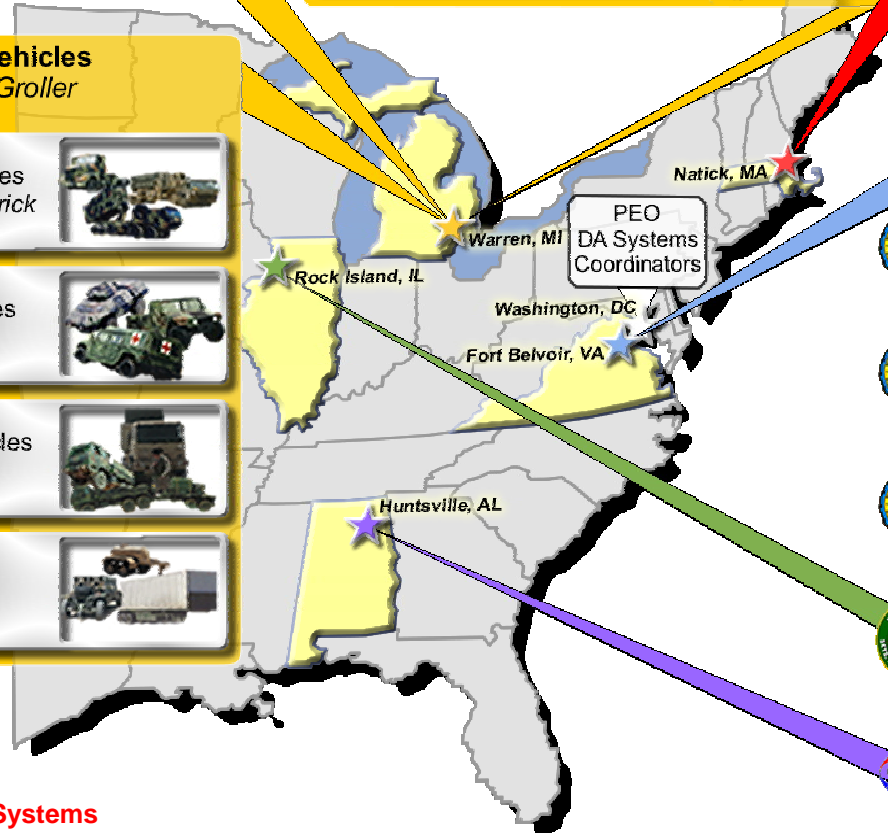 ehicles
Groller
es
rick
es
les
Natick, MA
PEO
DA Systems
Coordinators
Warren, MI
Rock Island, IL
Washington, DC
Fort Belvoir, VA
Huntsville, AL
Systems